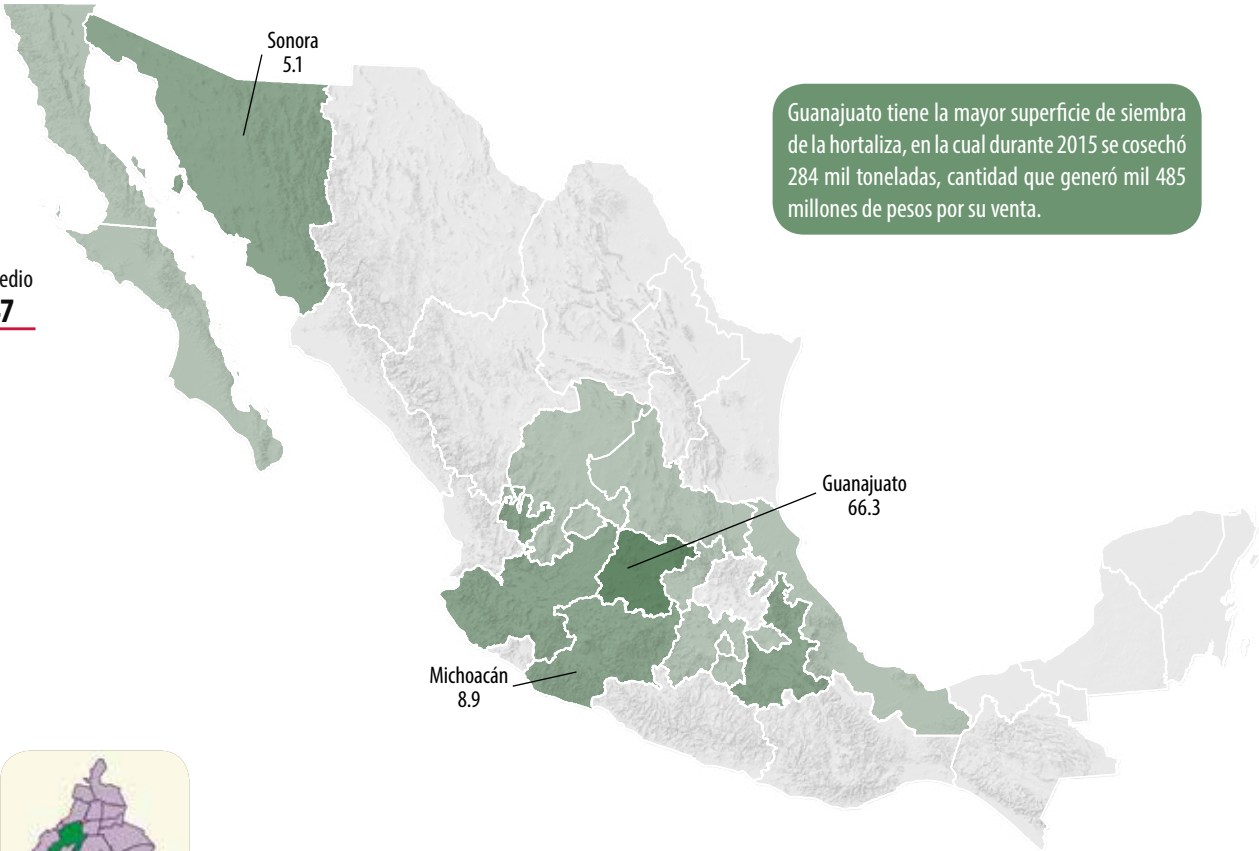 Sonora
5.1
Guanajuato tiene la mayor superficie de siembra
de la hortaliza, en la cual durante 2015 se cosechó
284 mil toneladas, cantidad que generó mil 485
millones de pesos por su venta.
edio
7
Guanajuato
66.3
Michoacán
8.9